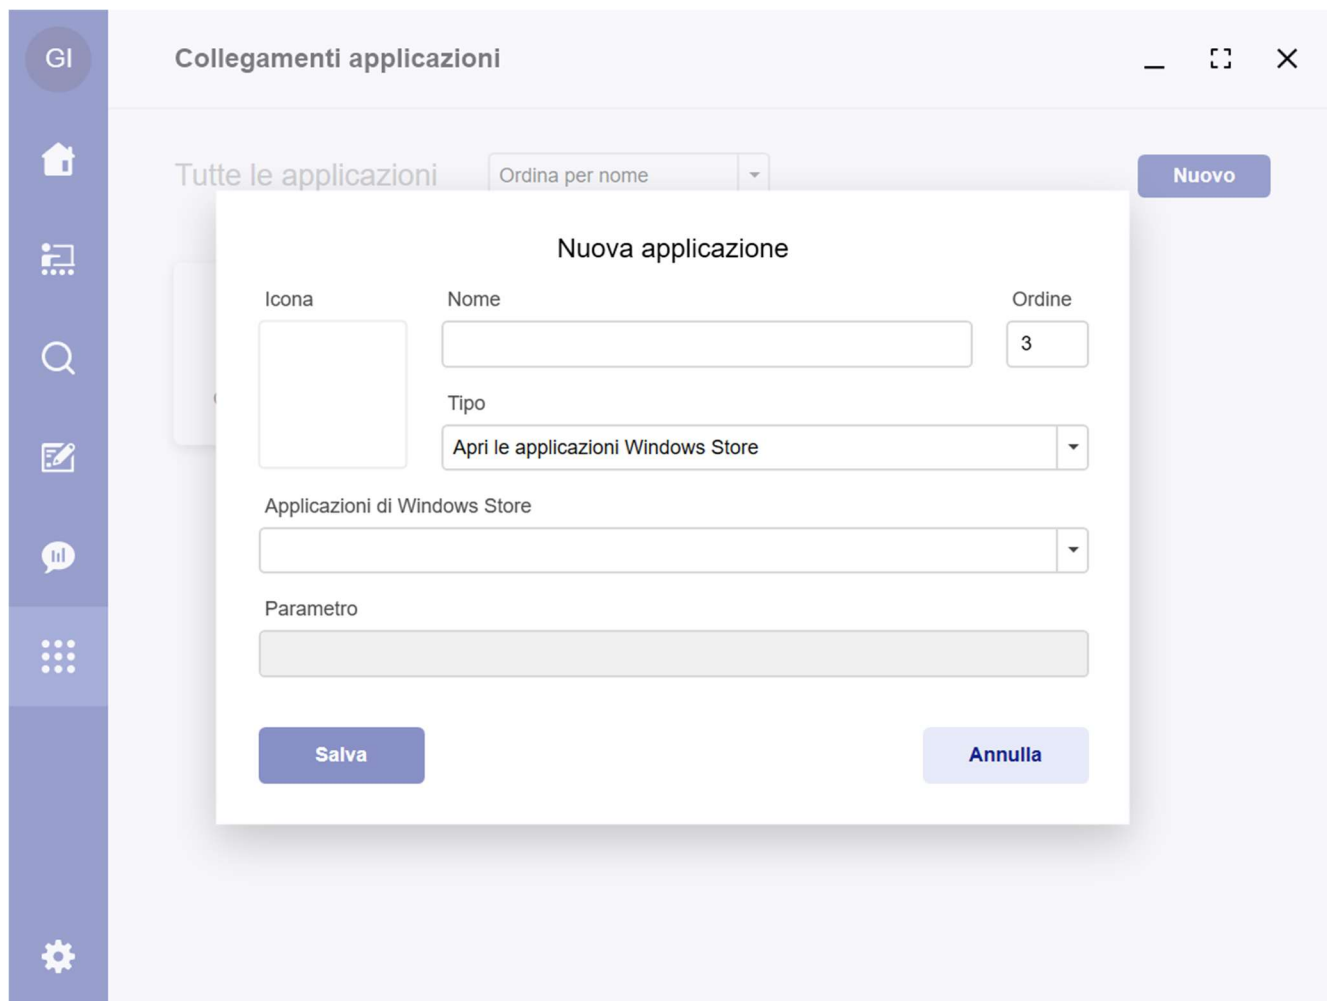 GI
Collegamenti applicazioni
Tutte le applicazioni
Ordina per nome
Nuovo
Nuova applicazione
Icona
Nome
Ordine
3
Tipo
Apri le applicazioni Windows Store
Applicazioni di Windows Store
Parametro
Salva
Annulla